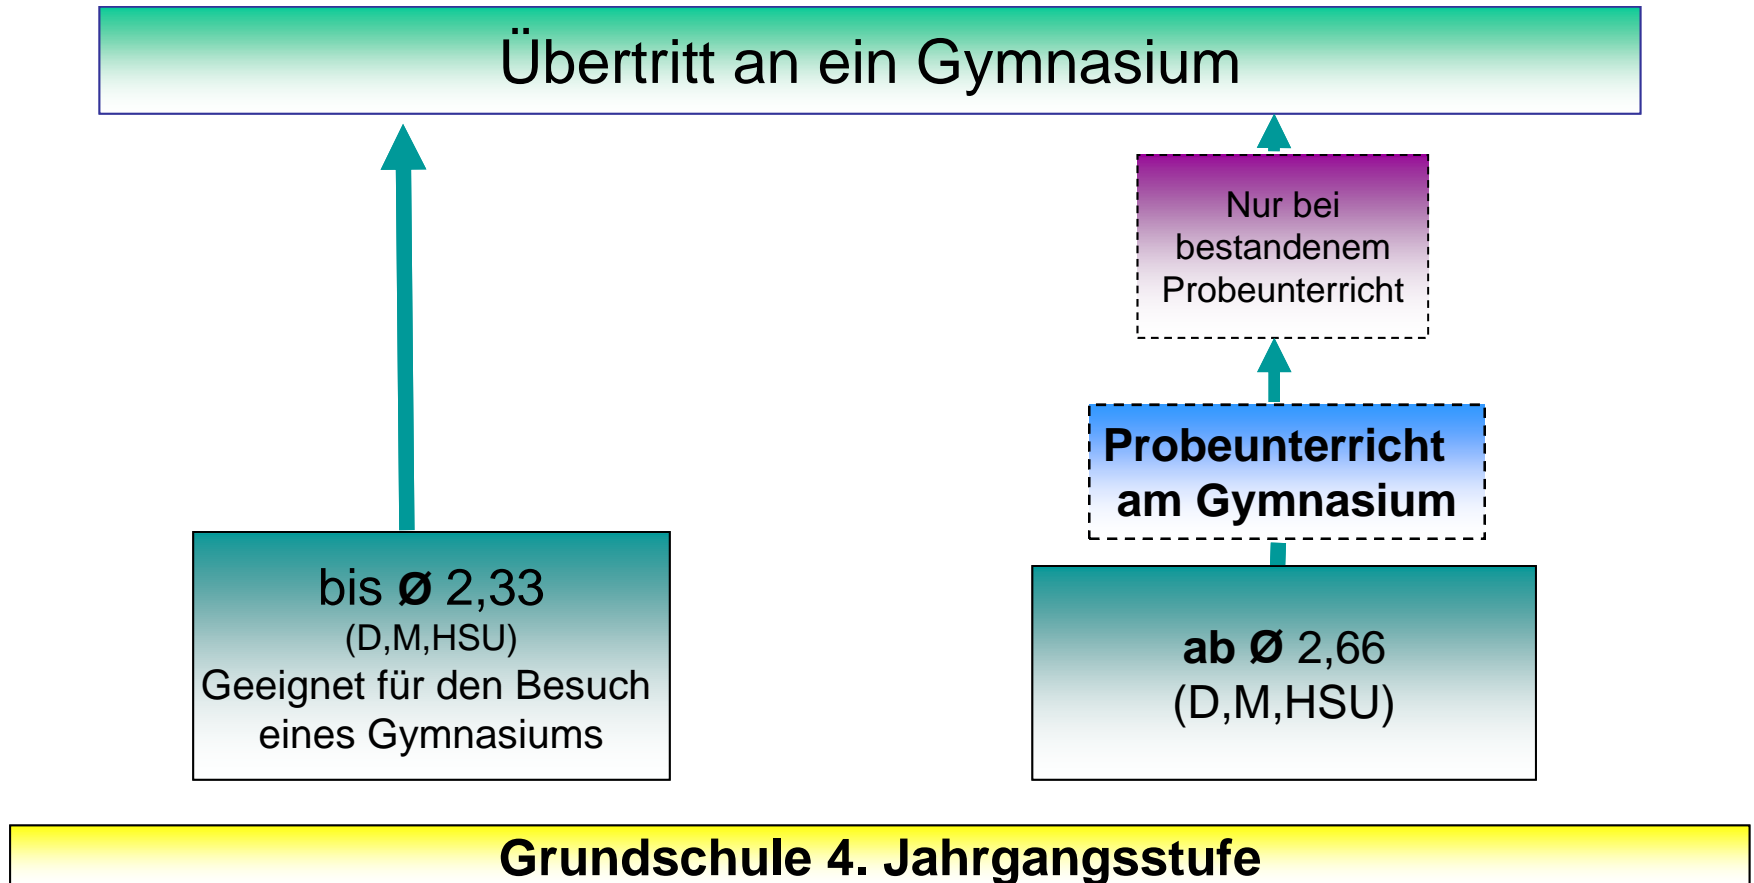 Übertritt an ein Gymnasium
Nur bei
bestandenem
Probeunterricht
Probeunterricht
am Gymnasium
bis Ø 2,33
(D,M,HSU)
Geeignet für den Besuch
eines Gymnasiums
ab Ø 2,66
(D,M,HSU)
Grundschule 4. Jahrgangsstufe